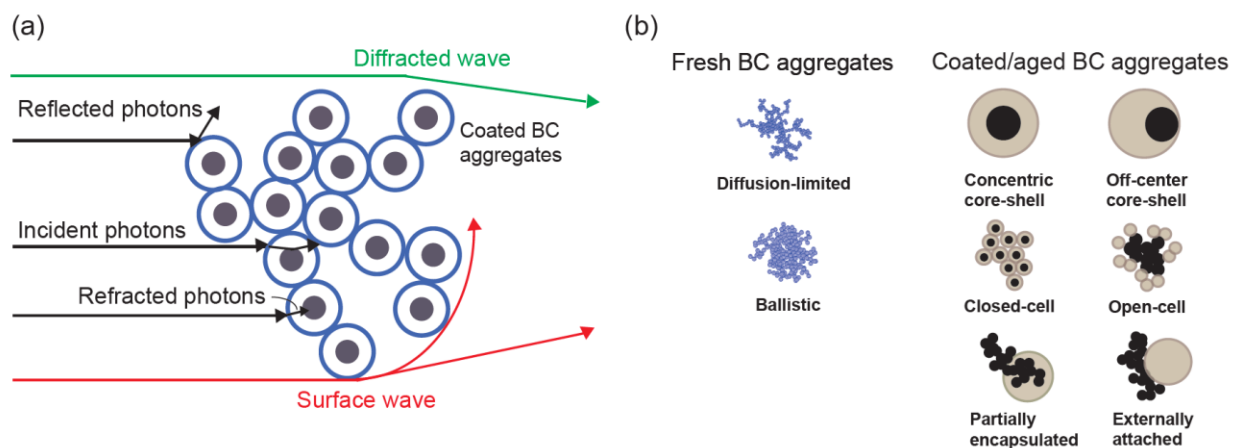 (a)
Diffracted wave
Reflected photons
Coated BC
aggregates
Incident photons
Refracted photons
Surface wave
(b)
Fresh BC aggregates
Coated/aged BC aggregates
Diffusion-limited
Concentric
core-shell
Off-center
core-shell
Ballistic
Closed-cell
Open-cell
Partially
encapsulated
Externally
attached